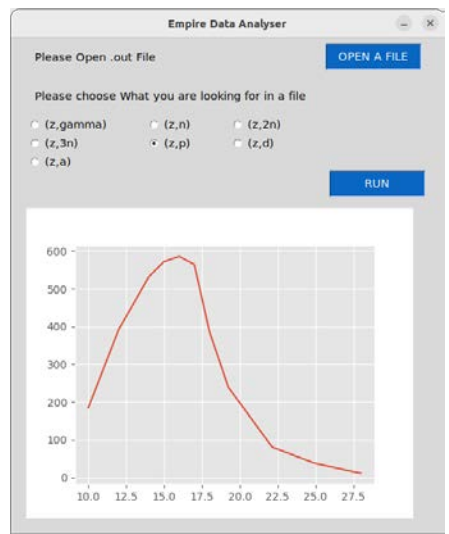 Empire Data Analyser
Please Open .out File
OPEN A FILE
Please choose What you are looking for in a file
(z,gamma) (z,n) (z,2n)
(z,3n) (z,p) (z,d)
(z,a)
RUN
600
500
400
300
200
100
0
10.0 12.5 15.0 17.5 20.0 22.5 25.0 27.5